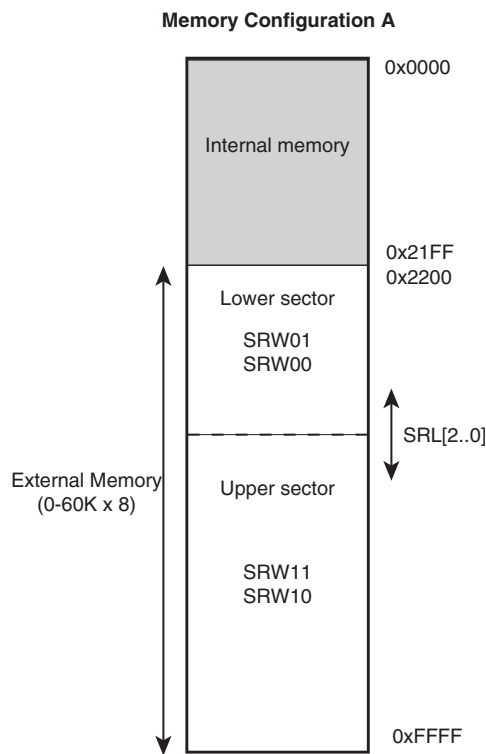 Memory Configuration A
0x0000
Internal memory
0x21FF
0x2200
Lower sector
SRW01
SRW00
SRL[2..0]
External Memory
(0-60K x 8)
Upper sector
SRW11
SRW10
0xFFFF